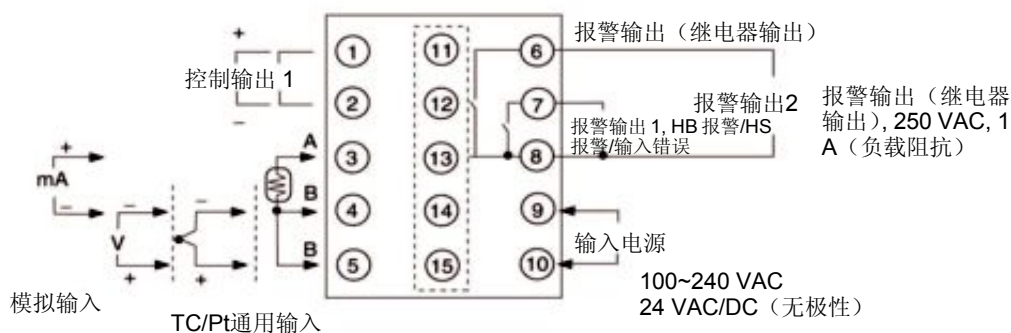 +
控制输出 1
–
+
mA
–
–
V
+
–
+
A
B
B
模拟输入
TC/Pt通用输入
1
2
3
4
5
11
12
13
14
15
6
7
8
9
10
报警输出（继电器输出）
报警输出2
报警输出 1, HB 报警/HS
报警/输入错误
报警输出（继电器
输出）, 250 VAC, 1
A（负载阻抗）
输入电源
100~240 VAC
24 VAC/DC（无极性）